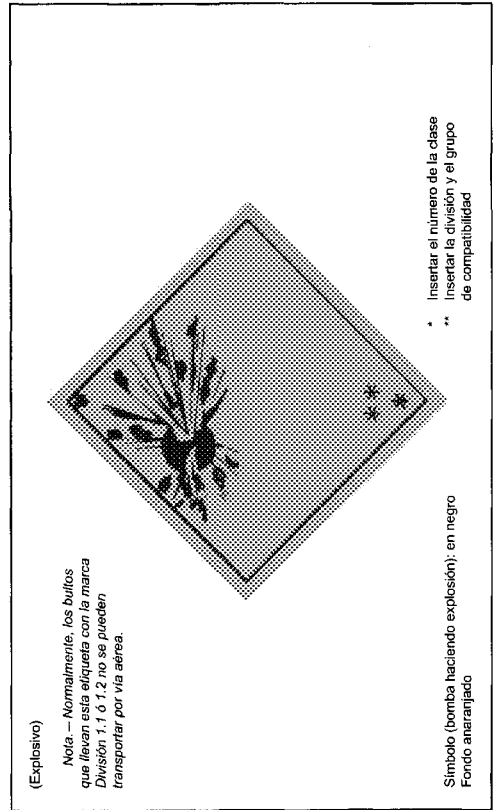 (Explosivo)
Nota.— Normalmente, los bultos
que llevan esta etiqueta con la marca
División 1.1 ó 1.2 no se pueden
transportar por vía aérea.
**
*
Símbolo (bomba haciendo explosión): en negro
Fondo anaranjado
* Insertar el número de la clase
** Insertar la división y el grupo
de compatibilidad